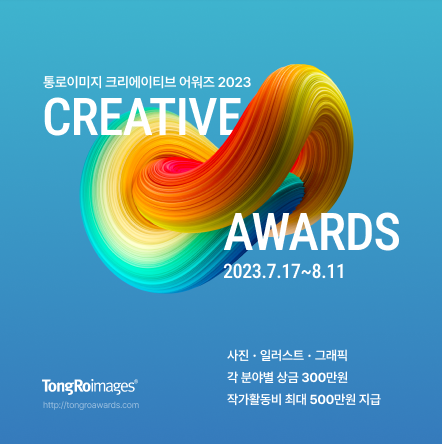 통로이미지 크리에이티브 어워즈 2023
CREATIVE
AWARDS
2023.7.17~8.11
사진 · 일러스트 · 그래픽
각 분야별 상금 300만원
작가활동비 최대 500만원 지급
TongRoimages®
http://tongroawards.com